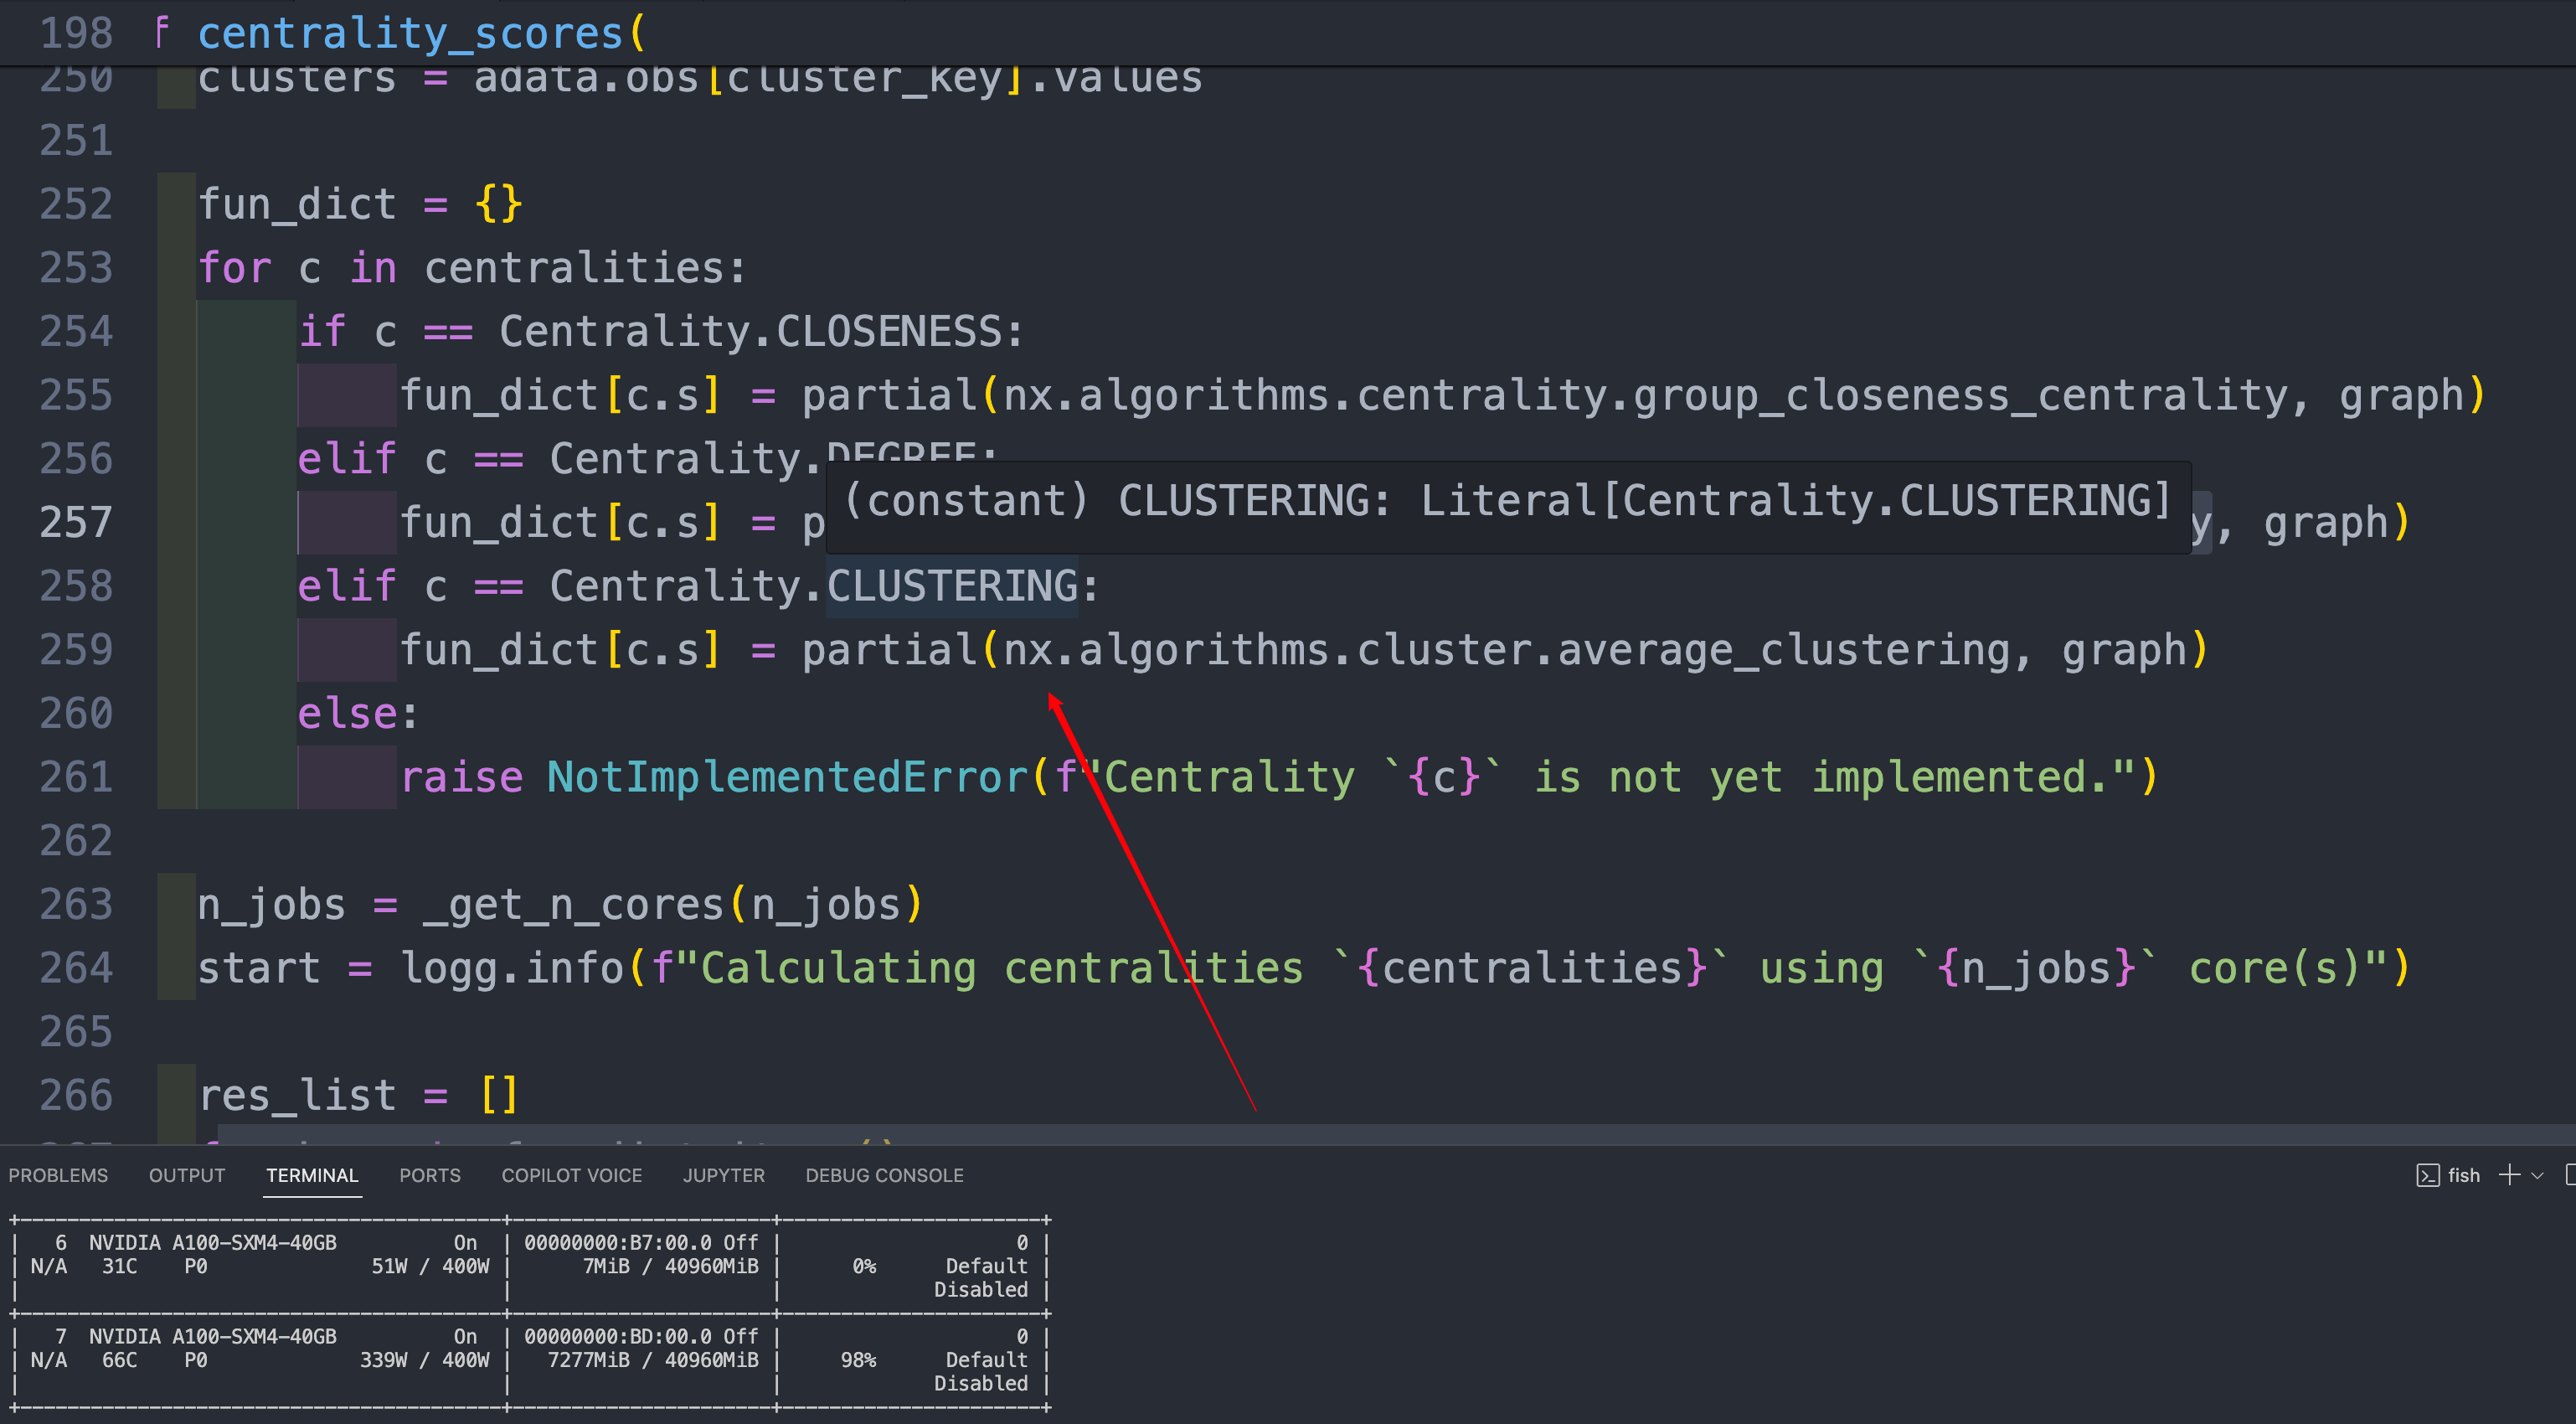 198 f centrality_scores(
250 clusters = adata.obs[cluster_key].values
251
252 fun_dict = {}
253 for c in centralities:
254 if c == Centrality.CLOSENESS:
255 fun_dict[c.s] = partial(nx.algorithms.centrality.group_closeness_centrality, graph)
256 elif c == Centrality.DEGREE:
(constant) CLUSTERING: Literal[Centrality.CLUSTERING]
257 fun_dict[c.s] = p y, graph)
258 elif c == Centrality.CLUSTERING:
259 fun_dict[c.s] = partial(nx.algorithms.cluster.average_clustering, graph)
260 else:
261 raise NotImplementedError(f"Centrality `{c}` is not yet implemented.")
262
263 n_jobs = _get_n_cores(n_jobs)
264 start = logg.info(f"Calculating centralities `{centralities}` using `{n_jobs}` core(s)")
265
266 res_list = []
PROBLEMS OUTPUT TERMINAL PORTS COPILOT VOICE JUPYTER DEBUG CONSOLE fish
+-----------------------------------------+----------------------+----------------------+
| 6 NVIDIA A100-SXM4-40GB On | 00000000:B7:00.0 Off | 0 |
| N/A 31C P0 51W / 400W | 7MiB / 40960MiB | 0% Default |
| | | Disabled |
+-----------------------------------------+----------------------+----------------------+
| 7 NVIDIA A100-SXM4-40GB On | 00000000:BD:00.0 Off | 0 |
| N/A 66C P0 339W / 400W | 7277MiB / 40960MiB | 98% Default |
| | | Disabled |
+-----------------------------------------+----------------------+----------------------+